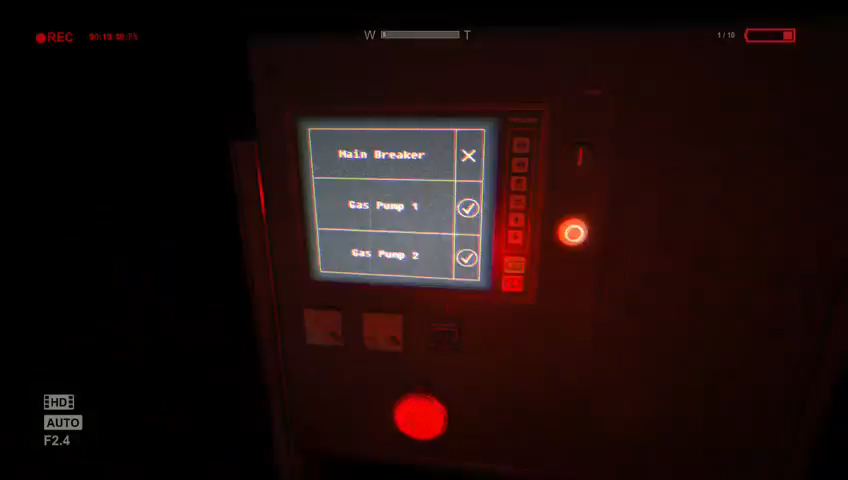 REC
W T
1 / 10
Main Breaker
Gas Pump 1
Gas Pump 2
HD
AUTO
F2.4